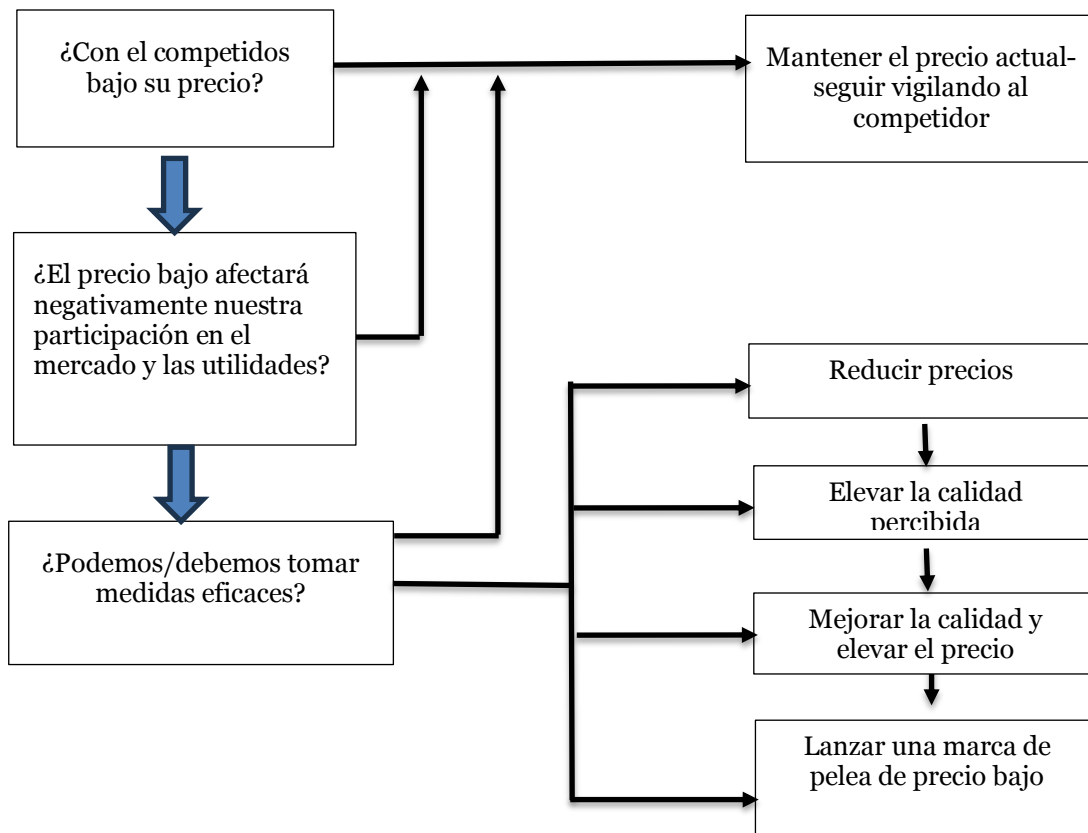 ¿Con el competidos
bajo su precio?
Mantener el precio actual-
seguir vigilando al
competidor
¿El precio bajo afectará
negativamente nuestra
participación en el
mercado y las utilidades?
Reducir precios
Elevar la calidad
percibida
¿Podemos/debemos tomar
medidas eficaces?
Mejorar la calidad y
elevar el precio
Lanzar una marca de
pelea de precio bajo